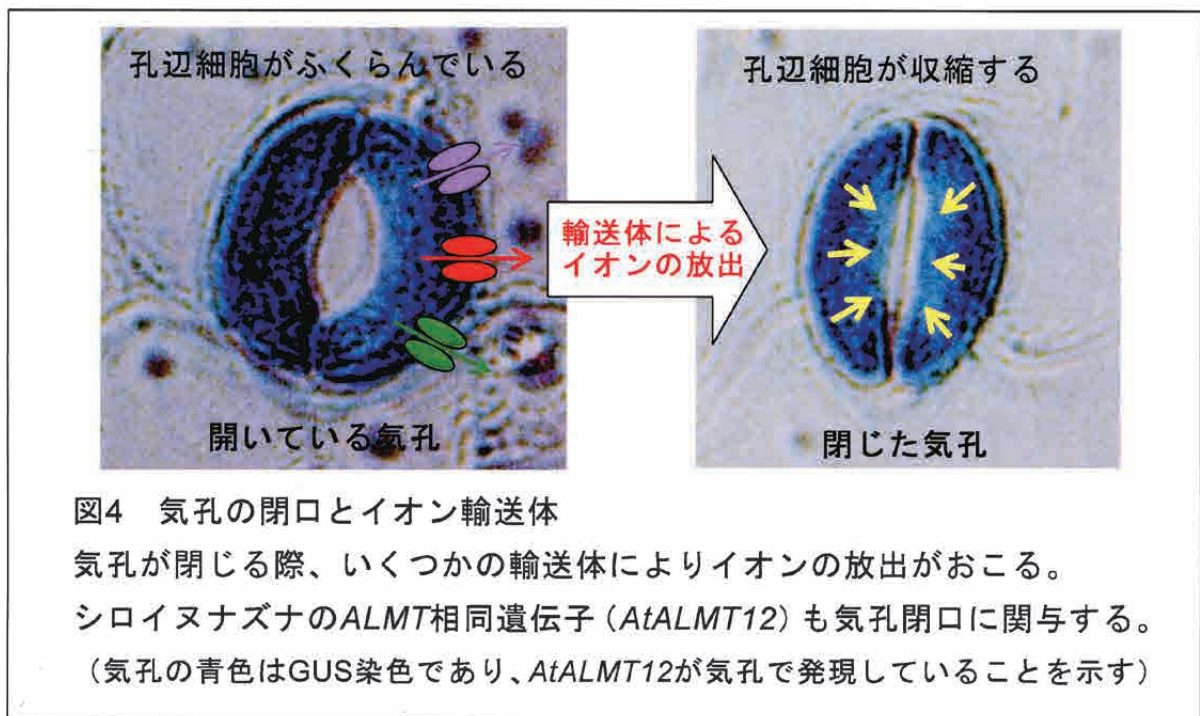 孔辺細胞がふくらんでいる
孔辺細胞が収縮する
輸送体による
イオンの放出
開いている気孔
閉じた気孔
図4　気孔の閉口とイオン輸送体
気孔が閉じる際、いくつかの輸送体によりイオンの放出がおこる。
シロイヌナズナのALMT相同遺伝子（AtALMT12）も気孔閉口に関与する。
（気孔の青色はGUS染色であり、AtALMT12が気孔で発現していることを示す）